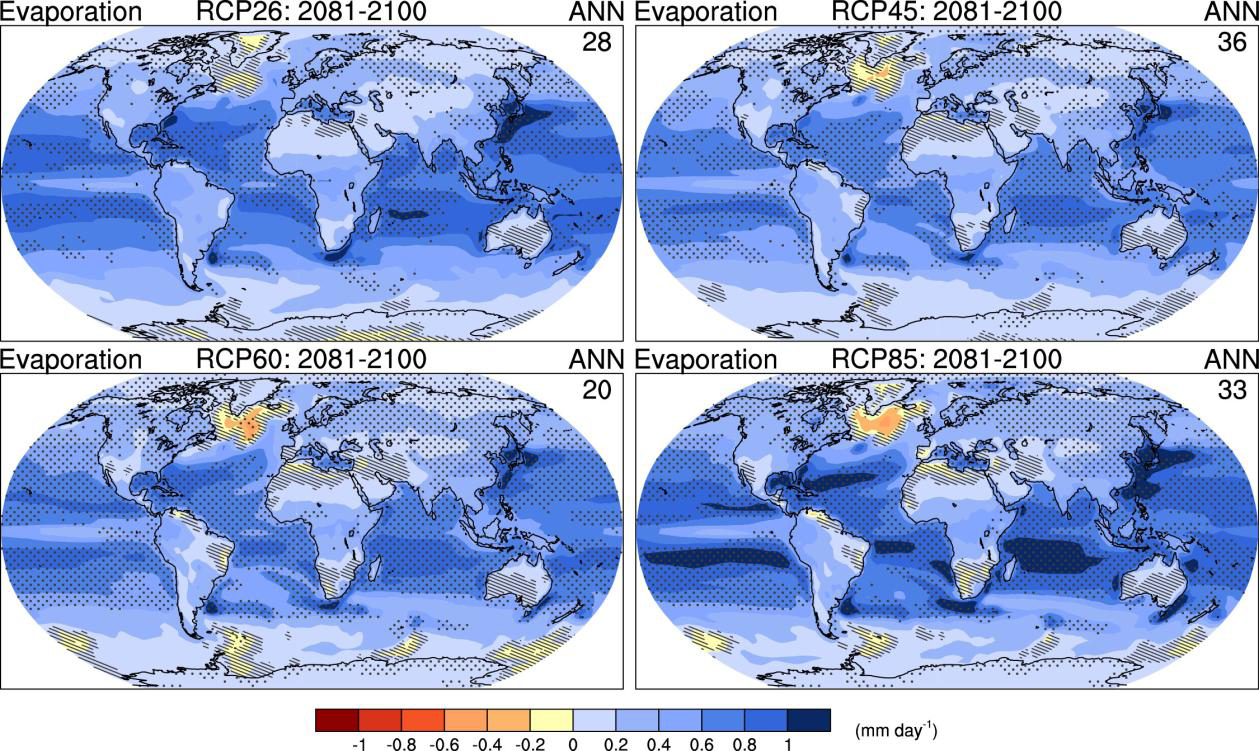 Evaporation RCP26: 2081-2100 ANN
28
Evaporation RCP45: 2081-2100 ANN
36
Evaporation RCP60: 2081-2100 ANN
20
Evaporation RCP85: 2081-2100 ANN
33
-1 -0.8 -0.6 -0.4 -0.2 0 0.2 0.4 0.6 0.8 1 (mm day⁻¹)